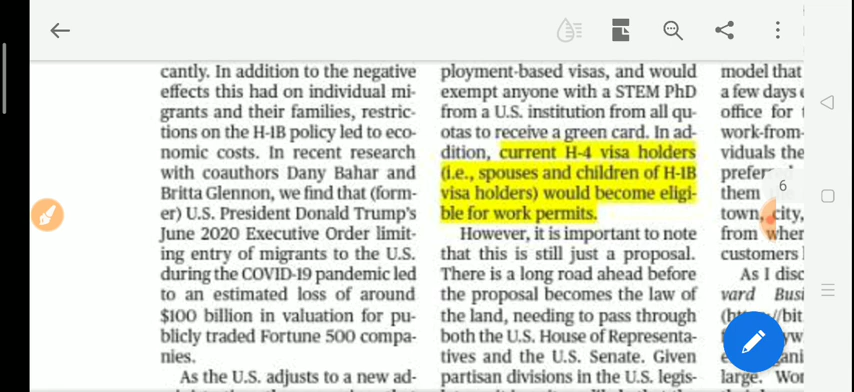 cantly. In addition to the negative
effects this had on individual mi-
grants and their families, restric-
tions on the H-1B policy led to eco-
nomic costs. In recent research
with coauthors Dany Bahar and
Britta Glennon, we find that (form-
er) U.S. President Donald Trump's
June 2020 Executive Order limit-
ing entry of migrants to the U.S.
during the COVID-19 pandemic led
to an estimated loss of around
$100 billion in valuation for pu-
blicly traded Fortune 500 compa-
nies.
As the U.S. adjusts to a new ad-
ployment-based visas, and would
exempt anyone with a STEM PhD
from a U.S. institution from all qu-
otas to receive a green card. In ad-
dition, current H-4 visa holders
(i.e., spouses and children of H-1B
visa holders) would become eligi-
ble for work permits.
However, it is important to note
that this is still just a proposal.
There is a long road ahead before
the proposal becomes the law of
the land, needing to pass through
both the U.S. House of Representa-
tives and the U.S. Senate. Given
partisan divisions in the U.S. legis-
model that
a few days
office for
work-from-
viduals the
prefer
them
town, city,
from wher
customers
As I disc
vard Busi
//bit
large. Wor
6